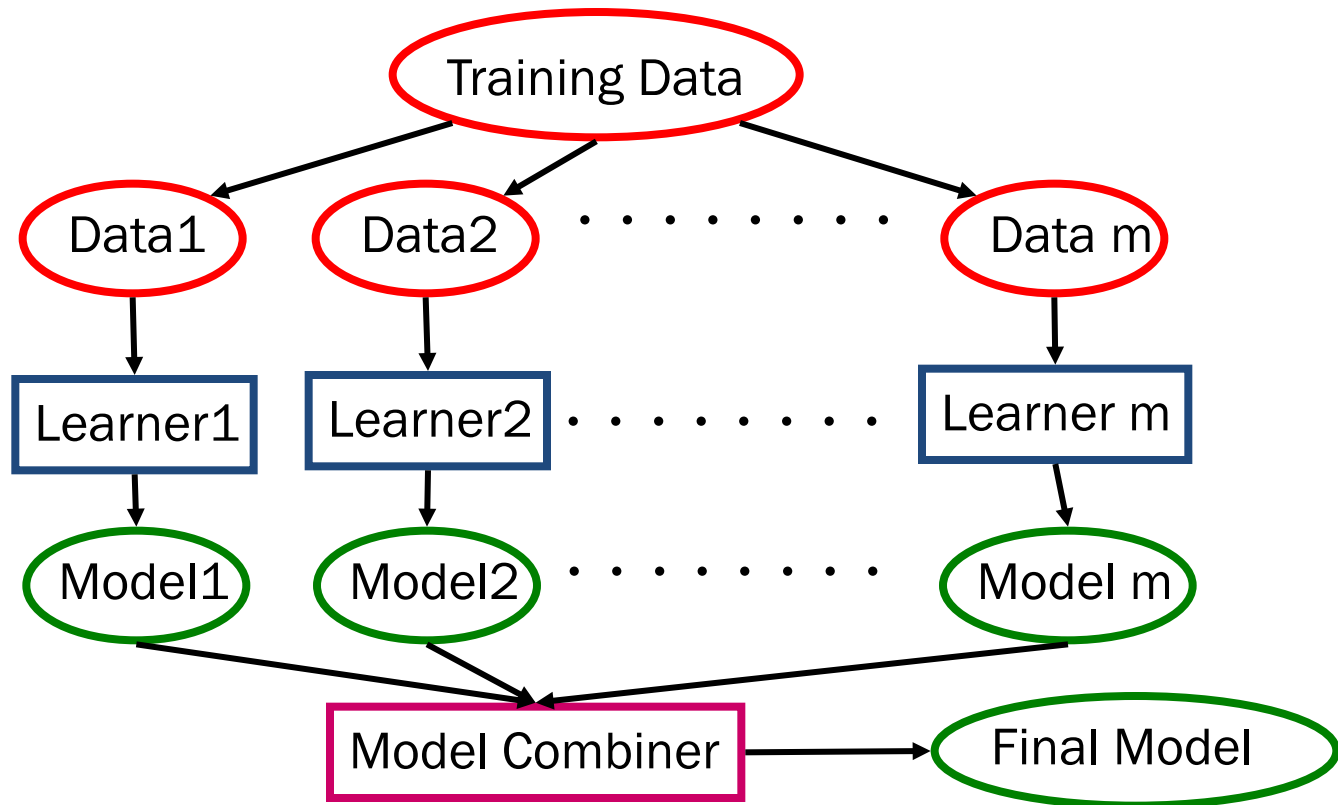 Training Data
Data1
Data2
Data m
Learner1
Learner2
Learner m
Model1
Model2
Model m
Model Combiner
Final Model